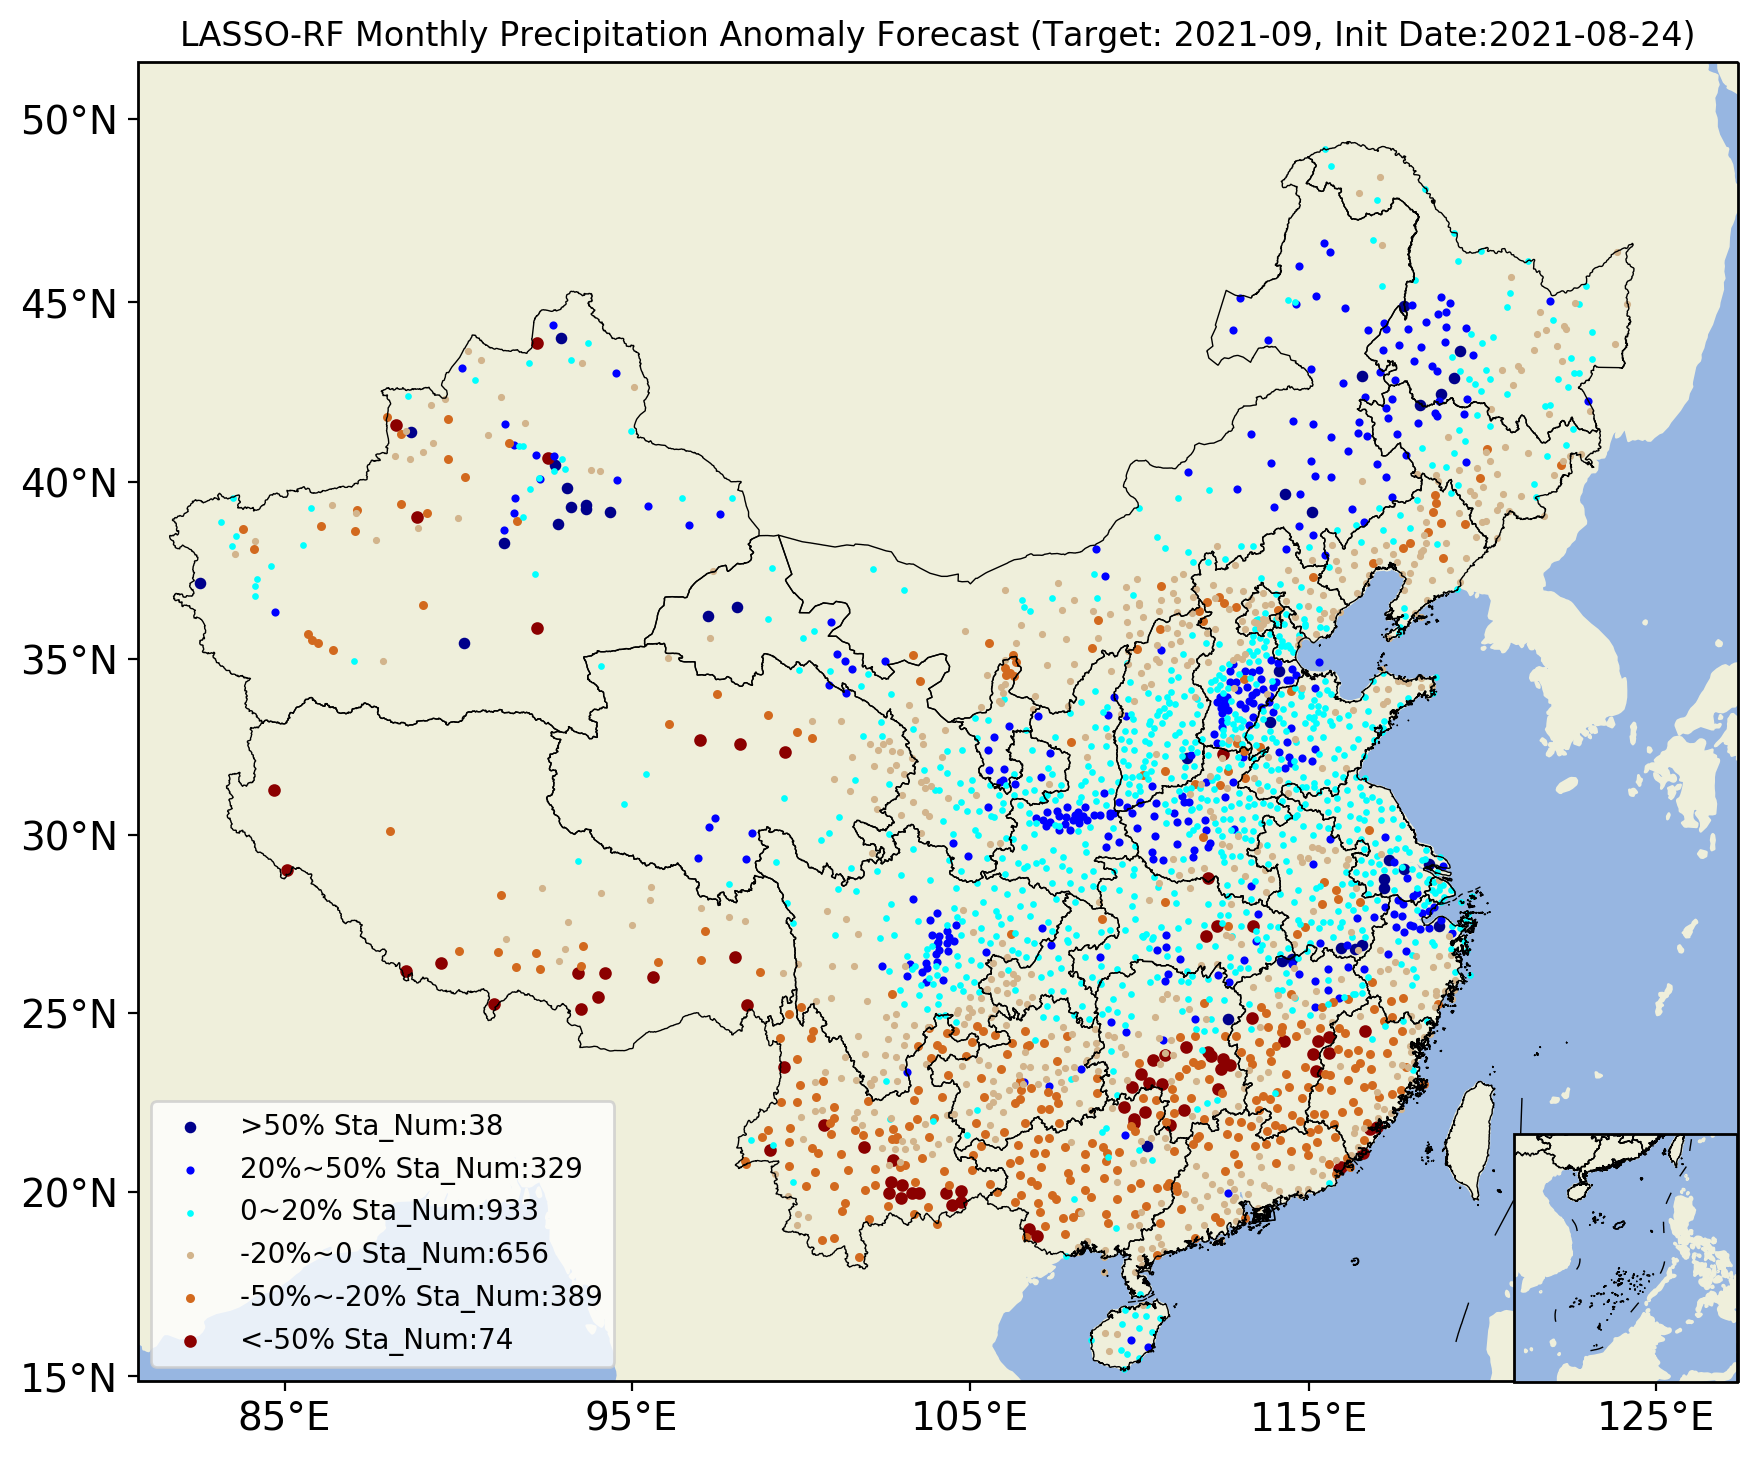 LASSO-RF Monthly Precipitation Anomaly Forecast (Target: 2021-09, Init Date:2021-08-24)
50°N
45°N
40°N
35°N
30°N
25°N
20°N
15°N
>50% Sta_Num:38
20%~50% Sta_Num:329
0~20% Sta_Num:933
-20%~0 Sta_Num:656
-50%~-20% Sta_Num:389
<-50% Sta_Num:74
85°E
95°E
105°E
115°E
125°E